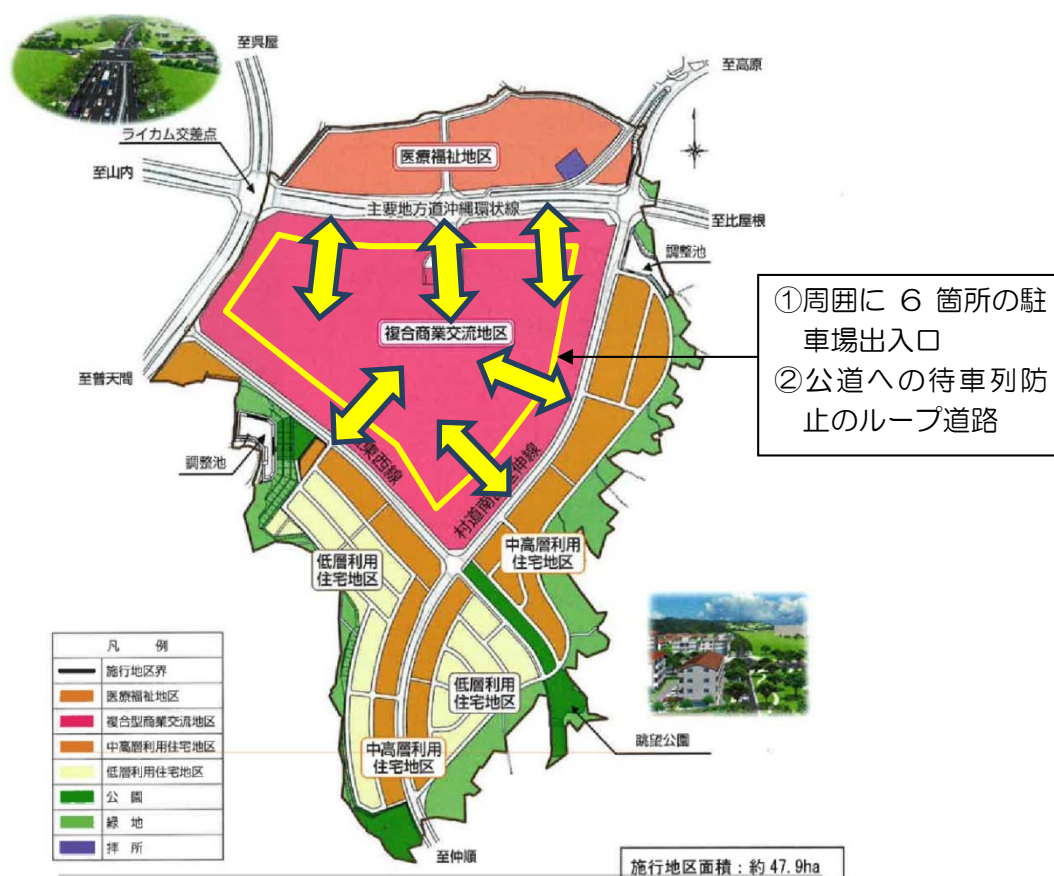 至呉屋
至高原
ライカム交差点
医療福祉地区
至山内
主要地方道沖縄環状線
至比屋根
調整池
①周囲に 6 箇所の駐
車場出入口
②公道への待車列防
止のループ道路
複合商業交流地区
至普天間
東西線
調整池
村道南
伸線
中高層利用
住宅地区
低層利用
住宅地区
低層利用
住宅地区
眺望公園
中高層利用
住宅地区
凡 例
施行地区界
医療福祉地区
複合型商業交流地区
中高層利用住宅地区
低層利用住宅地区
公 園
緑 地
拝 所
至仲順
施行地区面積：約 47.9ha